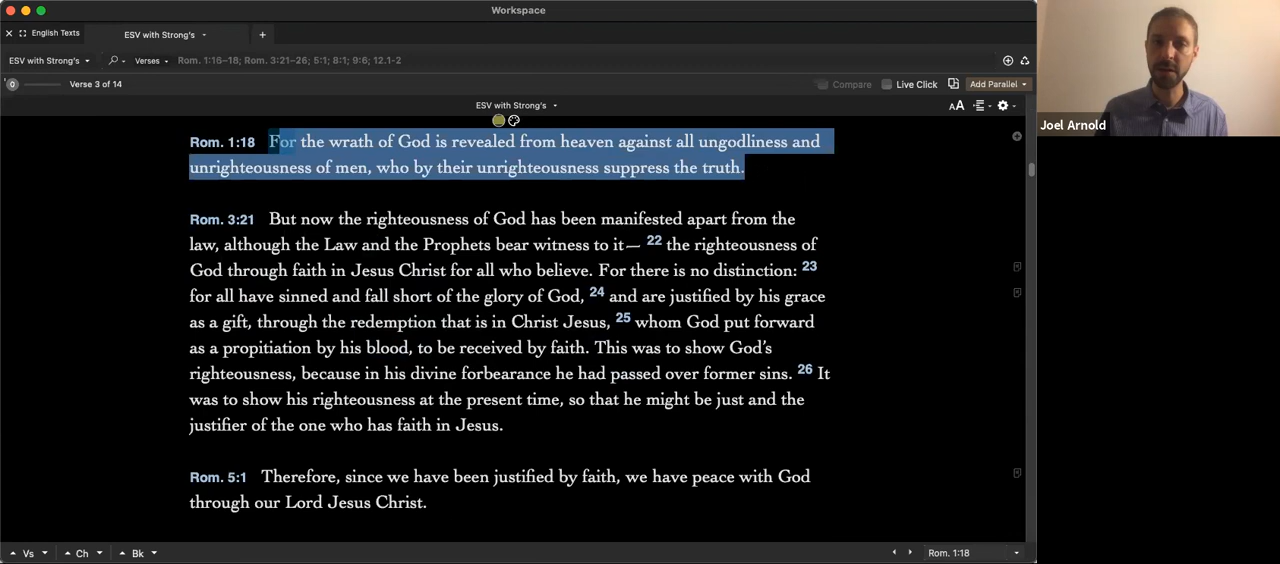 Workspace
English Texts
ESV with Strong's
ESV with Strong's
Verses
Rom. 1:16–18; Rom. 3:21–26; 5:1; 8:1; 9:6; 12.1-2
Verse 3 of 14
Compare
Live Click
Add Parallel
ESV with Strong's
AA
Joel Arnold
Rom. 1:18 For the wrath of God is revealed from heaven against all ungodliness and
unrighteousness of men, who by their unrighteousness suppress the truth.
Rom. 3:21 But now the righteousness of God has been manifested apart from the
law, although the Law and the Prophets bear witness to it— 22 the righteousness of
God through faith in Jesus Christ for all who believe. For there is no distinction: 23
for all have sinned and fall short of the glory of God, 24 and are justified by his grace
as a gift, through the redemption that is in Christ Jesus, 25 whom God put forward
as a propitiation by his blood, to be received by faith. This was to show God's
righteousness, because in his divine forbearance he had passed over former sins. 26 It
was to show his righteousness at the present time, so that he might be just and the
justifier of the one who has faith in Jesus.
Rom. 5:1 Therefore, since we have been justified by faith, we have peace with God
through our Lord Jesus Christ.
Vs Ch Bk
Rom. 1:18